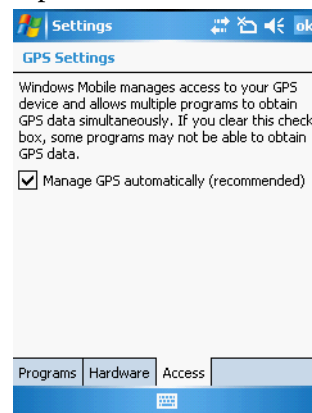 Settings ok
GPS Settings
Windows Mobile manages access to your GPS
device and allows multiple programs to obtain
GPS data simultaneously. If you clear this check
box, some programs may not be able to obtain
GPS data.
Manage GPS automatically (recommended)
Programs Hardware Access